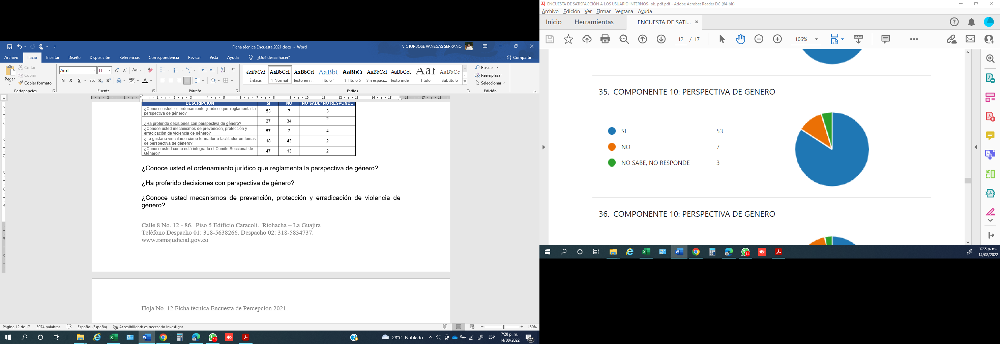 Ficha técnica Encuesta 2021.docx - Word
VICTOR JOSE VANEGAS SERRANO
Archivo Inicio Insertar Diseño Disposición Referencias Correspondencia Revisar Vista Ayuda ¿Qué desea hacer? Compartir
Pegar
Cortar
Copiar
Copiar formato
Portapapeles
Arial 11
N K S abc x₂ x²
Fuente
Párrafo
AaBbCcI AaBbCcI AaBbCcI AaBbC AaBbCc AaBbCcI AaBbCcI AaI AaBbCc
Énfasis ¶ Normal Texto en n... Título 1 ¶ Título 5 Sin espaci... Texto inde... Título Subtítulo
Estilos
Buscar
Reemplazar
Seleccionar
Edición
DESCRIPCION SI NO NO SABE/ NO RESPONDE
¿Conoce usted el ordenamiento jurídico que reglamenta la
perspectiva de género? 53 7 3
¿Ha proferido decisiones con perspectiva de género? 27 34 2
¿Conoce usted mecanismos de prevención, protección y
erradicación de violencia de género? 57 2 4
¿Le gustaría vincularse cómo formador o facilitador en temas
de perspectiva de género? 18 43 2
¿Conoce usted cómo está integrado el Comité Seccional de
Género? 47 13 2
¿Conoce usted el ordenamiento jurídico que reglamenta la perspectiva de género?
¿Ha proferido decisiones con perspectiva de género?
¿Conoce usted mecanismos de prevención, protección y erradicación de violencia de
género?
Calle 8 No. 12 - 86. Piso 5 Edificio Caracolí. Riohacha – La Guajira
Teléfono Despacho 01: 318-5638266. Despacho 02: 318-5834737.
www.ramajudicial.gov.co
Hoja No. 12 Ficha técnica Encuesta de Percepción 2021.
Página 12 de 17 3974 palabras Español (España) Accesibilidad: es necesario investigar 130%
28°C Nublado ESP
7:28 p. m.
14/08/2022
27
ENCUESTA DE SATISFACCIÓN A LOS USUARIO INTERNOS- ok. pdf.pdf - Adobe Acrobat Reader DC (64-bit)
Archivo Edición Ver Firmar Ventana Ayuda
Inicio Herramientas ENCUESTA DE SATI... ×
12 / 17 106%
35. COMPONENTE 10: PERSPECTIVA DE GENERO
SI 53
NO 7
NO SABE, NO RESPONDE 3
36. COMPONENTE 10: PERSPECTIVA DE GENERO
7:28 p. m.
14/08/2022